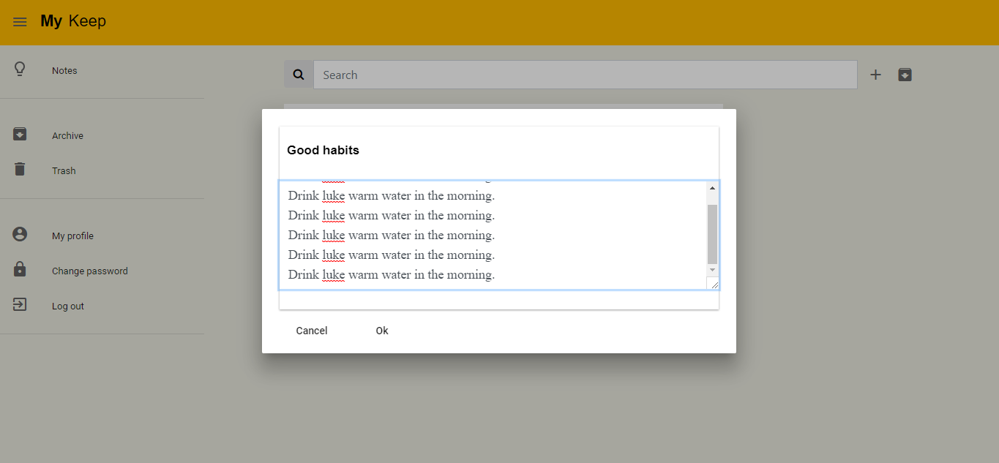 My Keep
Notes
Search
Archive
Trash
Good habits
Drink luke warm water in the morning.
Drink luke warm water in the morning.
Drink luke warm water in the morning.
Drink luke warm water in the morning.
Drink luke warm water in the morning.
My profile
Change password
Log out
Cancel
Ok